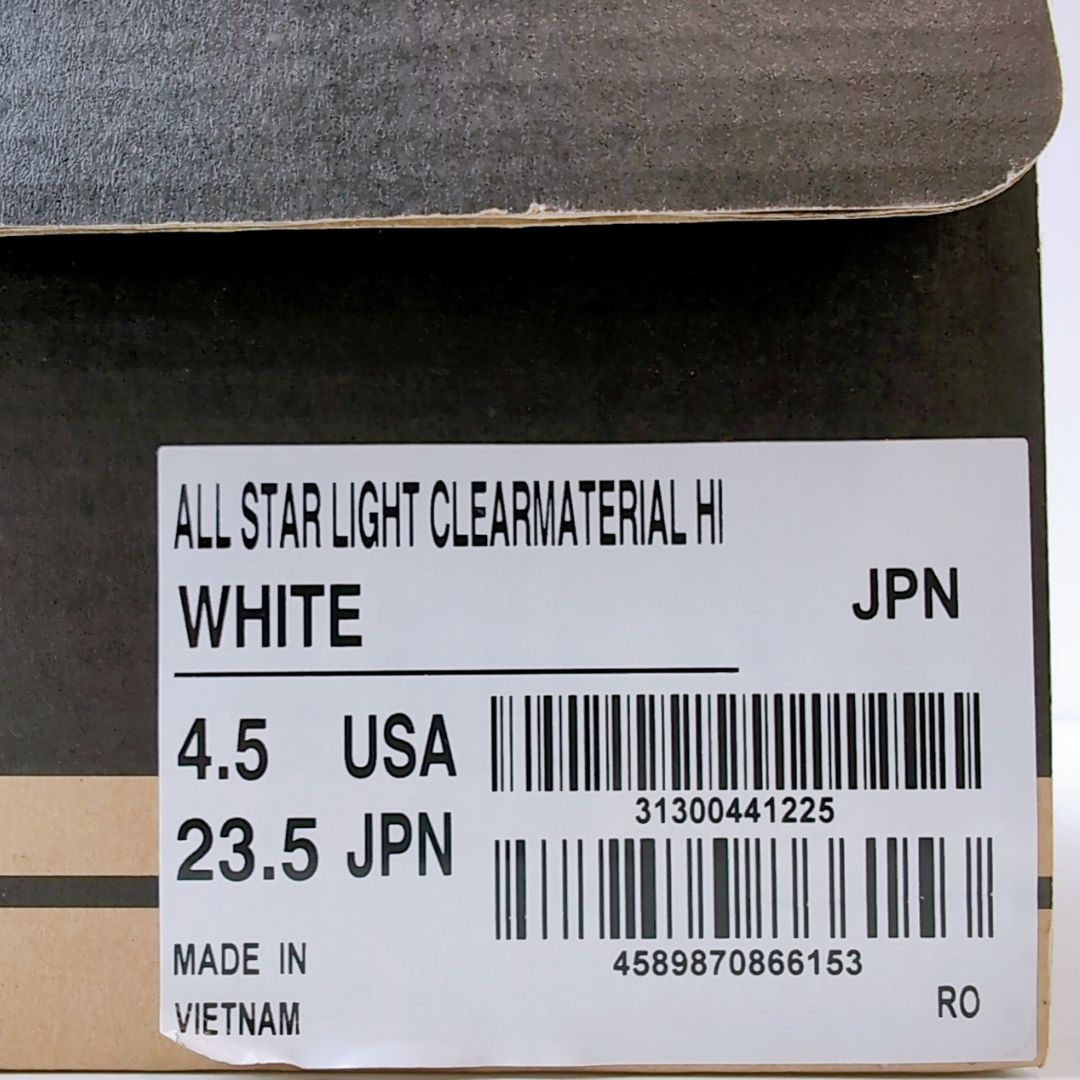 ALL STAR LIGHT CLEARMATERIAL HI
WHITE
JPN
4.5 USA
31300441225
23.5 JPN
4589870866153
MADE IN
VIETNAM
RO